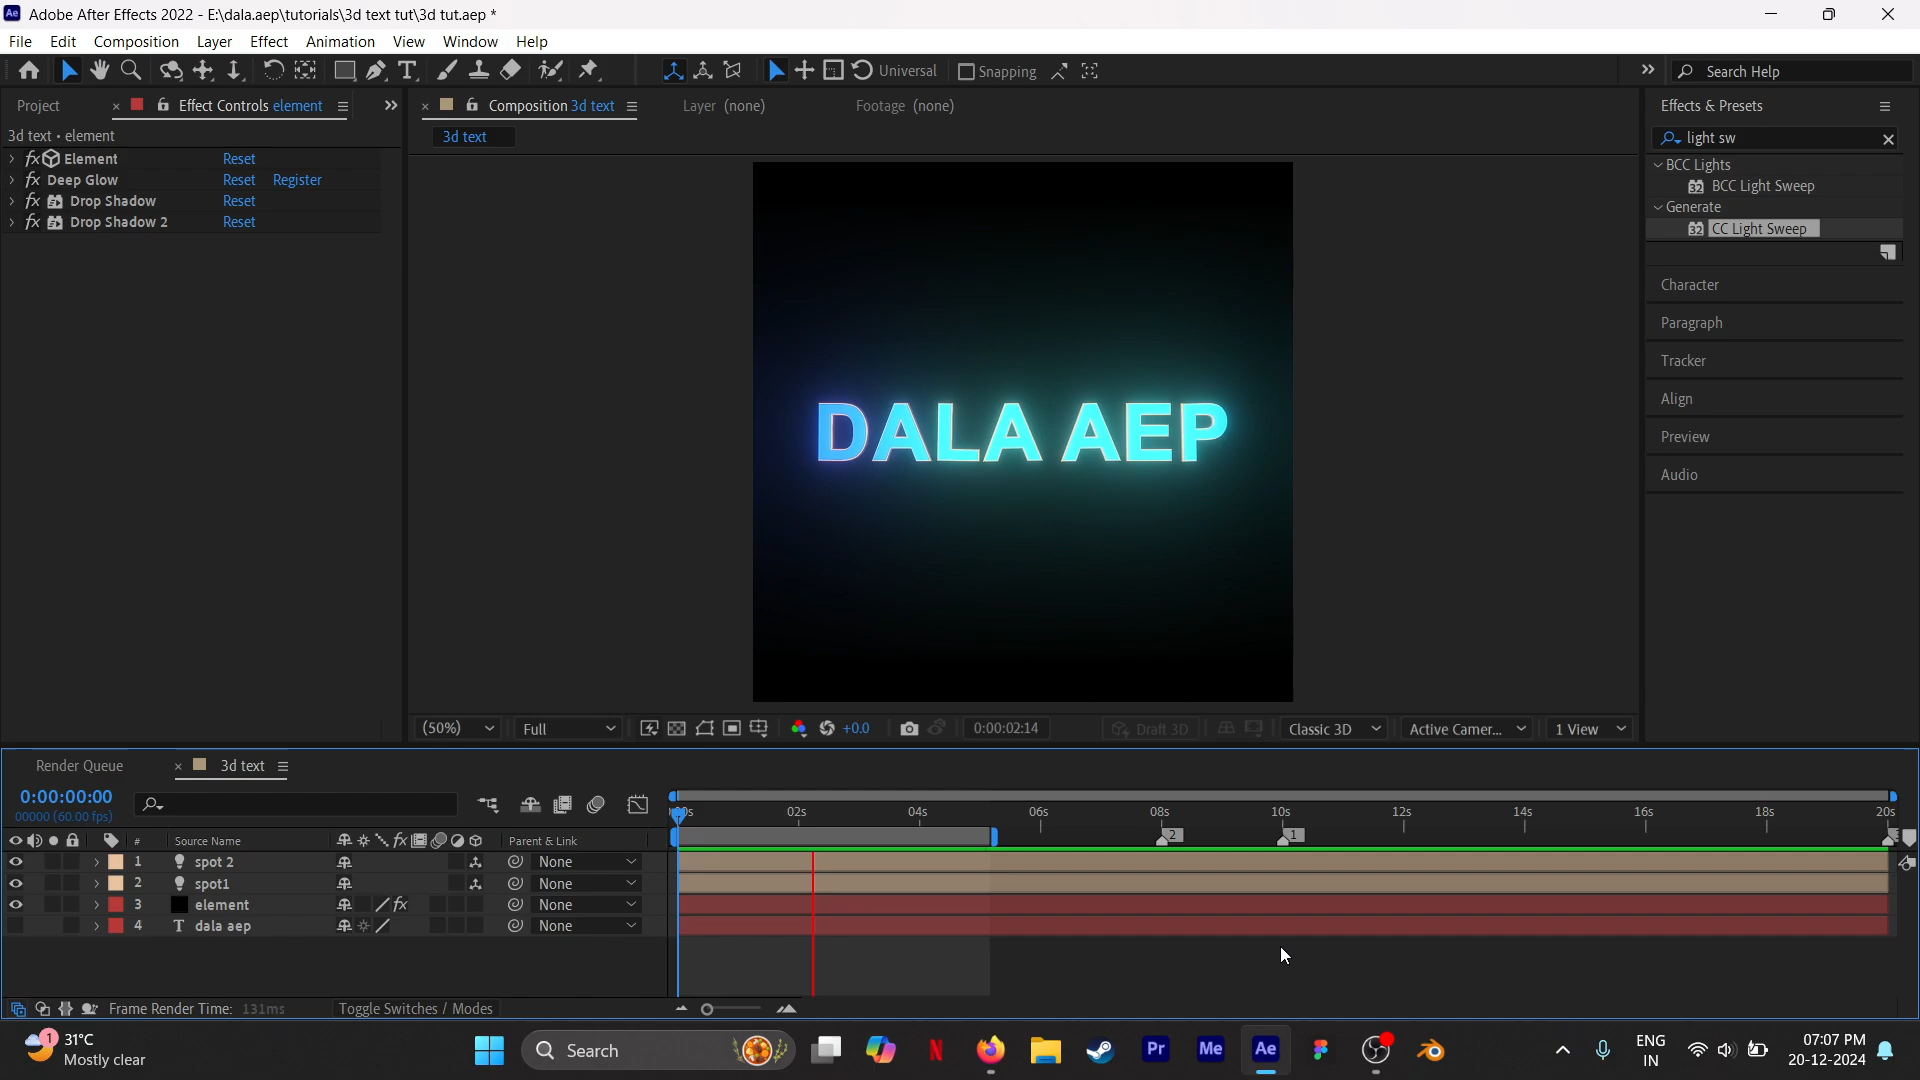 Adobe After Effects 2022 - E:\dala.aep\tutorials\3d text tut\3d tut.aep *
File Edit Composition Layer Effect Animation View Window Help
Universal Snapping Search Help
Project Effect Controls element
Composition 3d text Layer (none) Footage (none)
Effects & Presets
3d text • element
3d text
light sw
Element Reset
Deep Glow Reset Register
Drop Shadow Reset
Drop Shadow 2 Reset
BCC Lights
BCC Light Sweep
Generate
CC Light Sweep
Character
Paragraph
Tracker
Align
Preview
Audio
DALA AEP
(50%) Full +0.0 0:00:02:14 Draft 3D Classic 3D Active Camer... 1 View
Render Queue 3d text
0:00:00:00
00000 (60.00 fps)
02s 04s 06s 08s 10s 12s 14s 16s 18s 20s
2 1
# Source Name Parent & Link
1 spot 2 None
2 spot1 None
3 element None
4 dala aep None
Frame Render Time: 131ms Toggle Switches / Modes
1 31°C
Mostly clear
Search
Pr Me Ae
ENG
IN
07:07 PM
20-12-2024